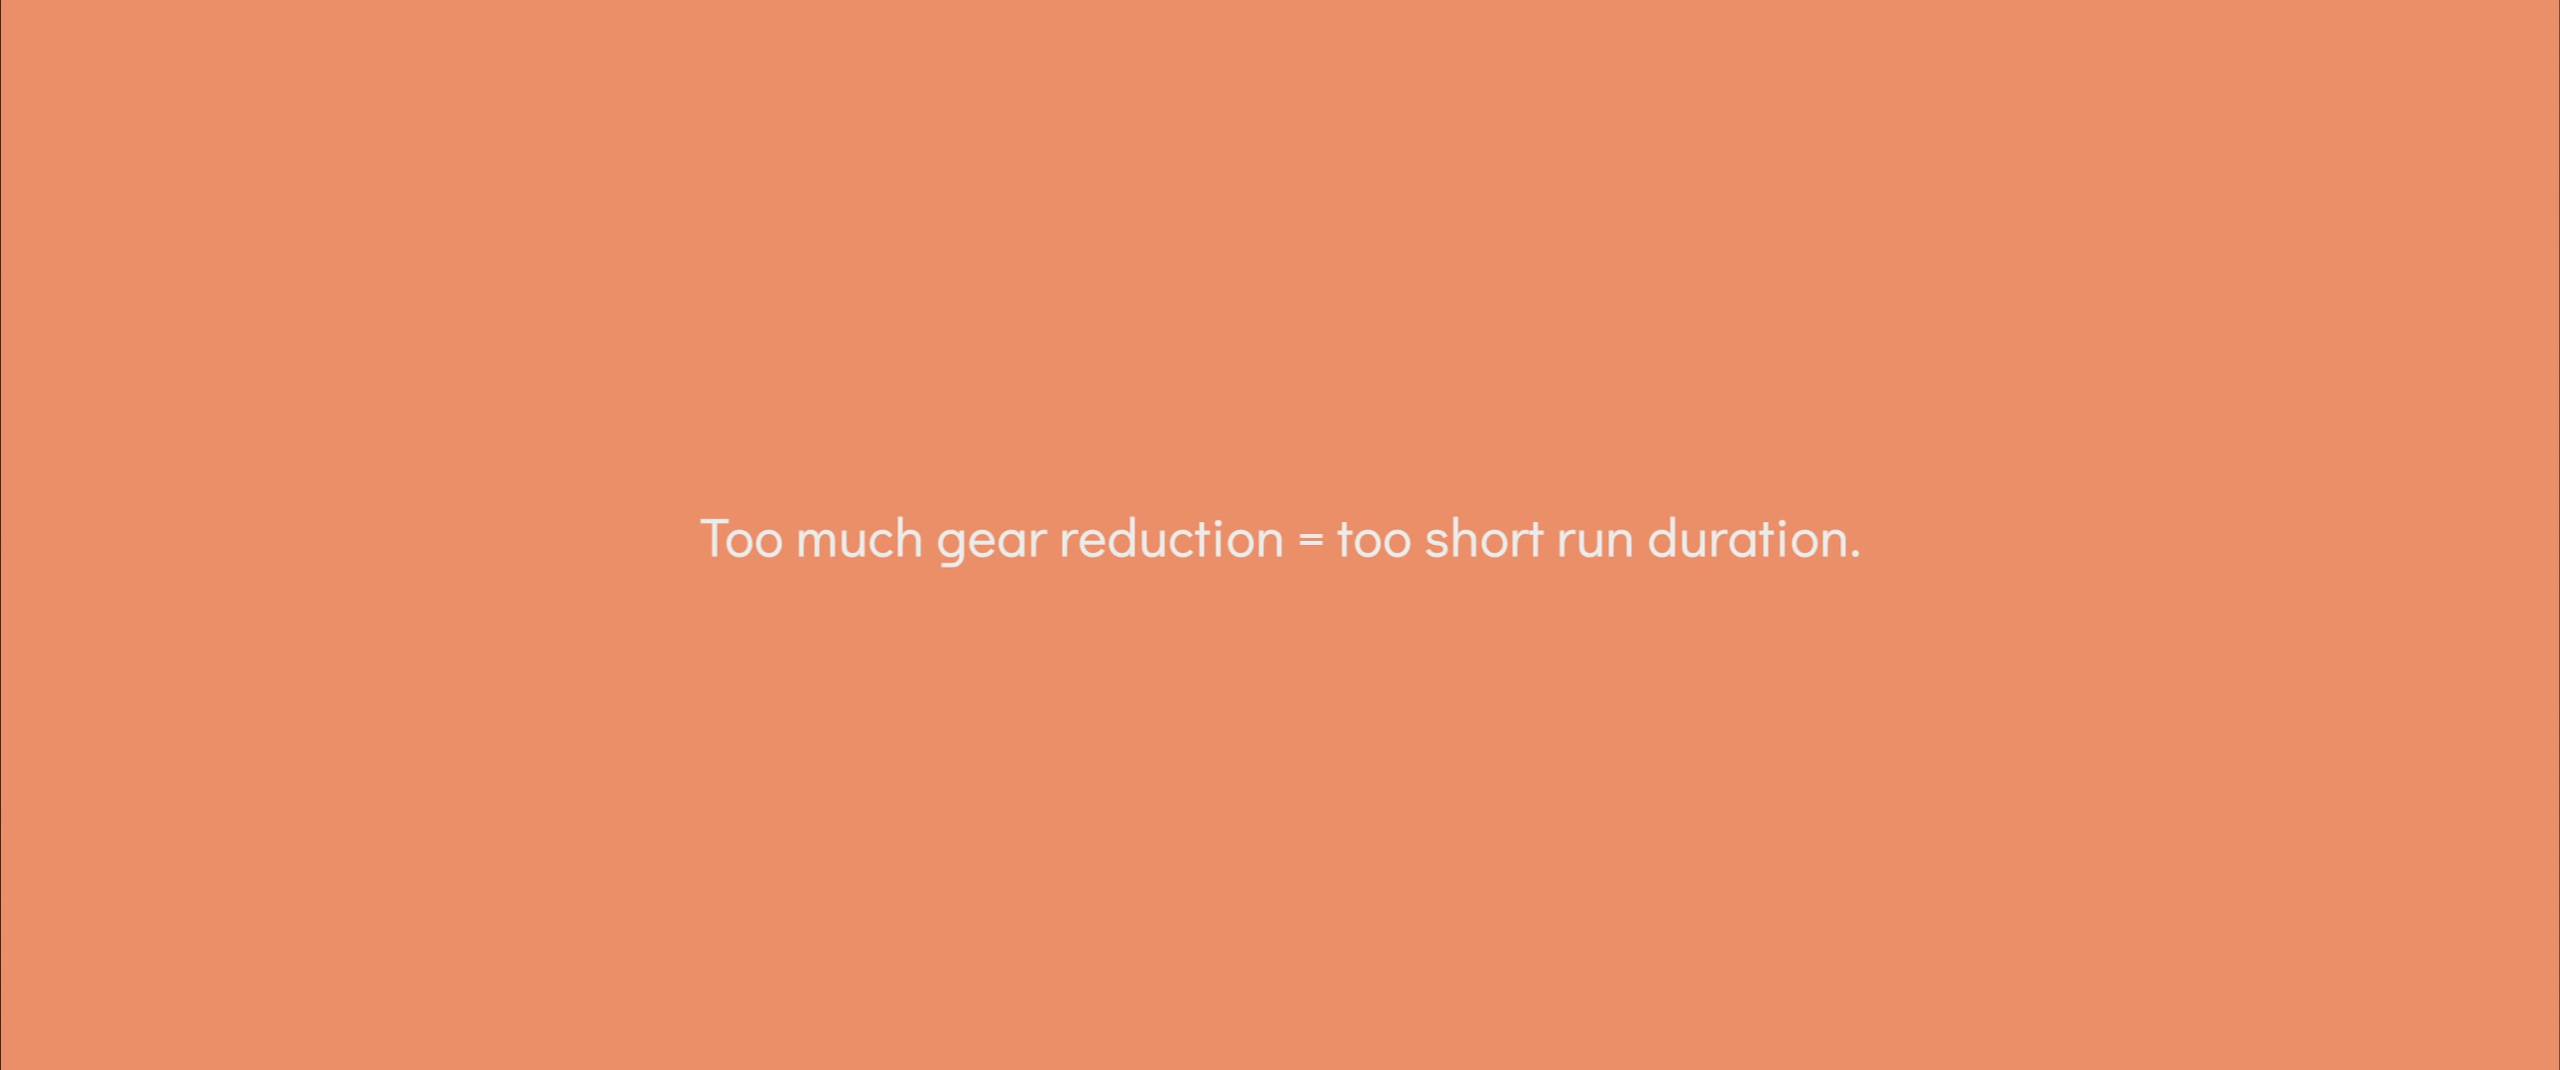 Too much gear reduction = too short run duration.